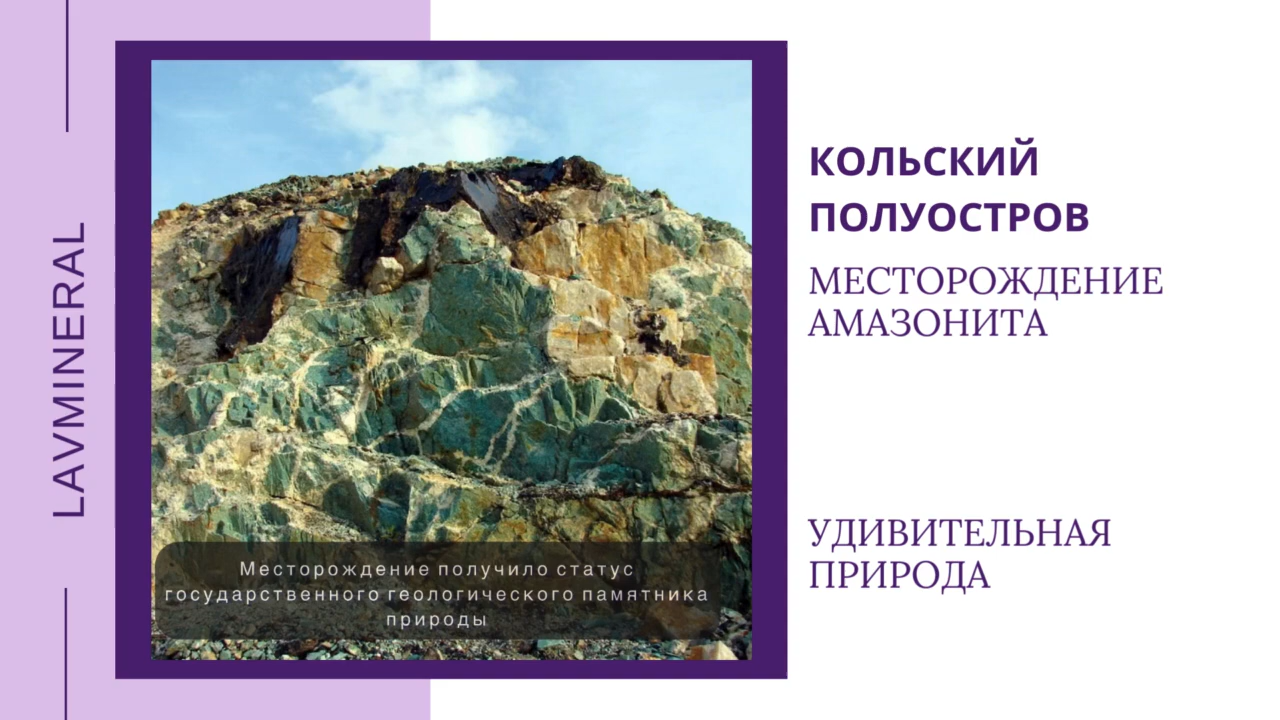 LAVMINERAL
Месторождение получило статус
государственного геологического памятника
природы
КОЛЬСКИЙ
ПОЛУОСТРОВ
МЕСТОРОЖДЕНИЕ
АМАЗОНИТА
УДИВИТЕЛЬНАЯ
ПРИРОДА